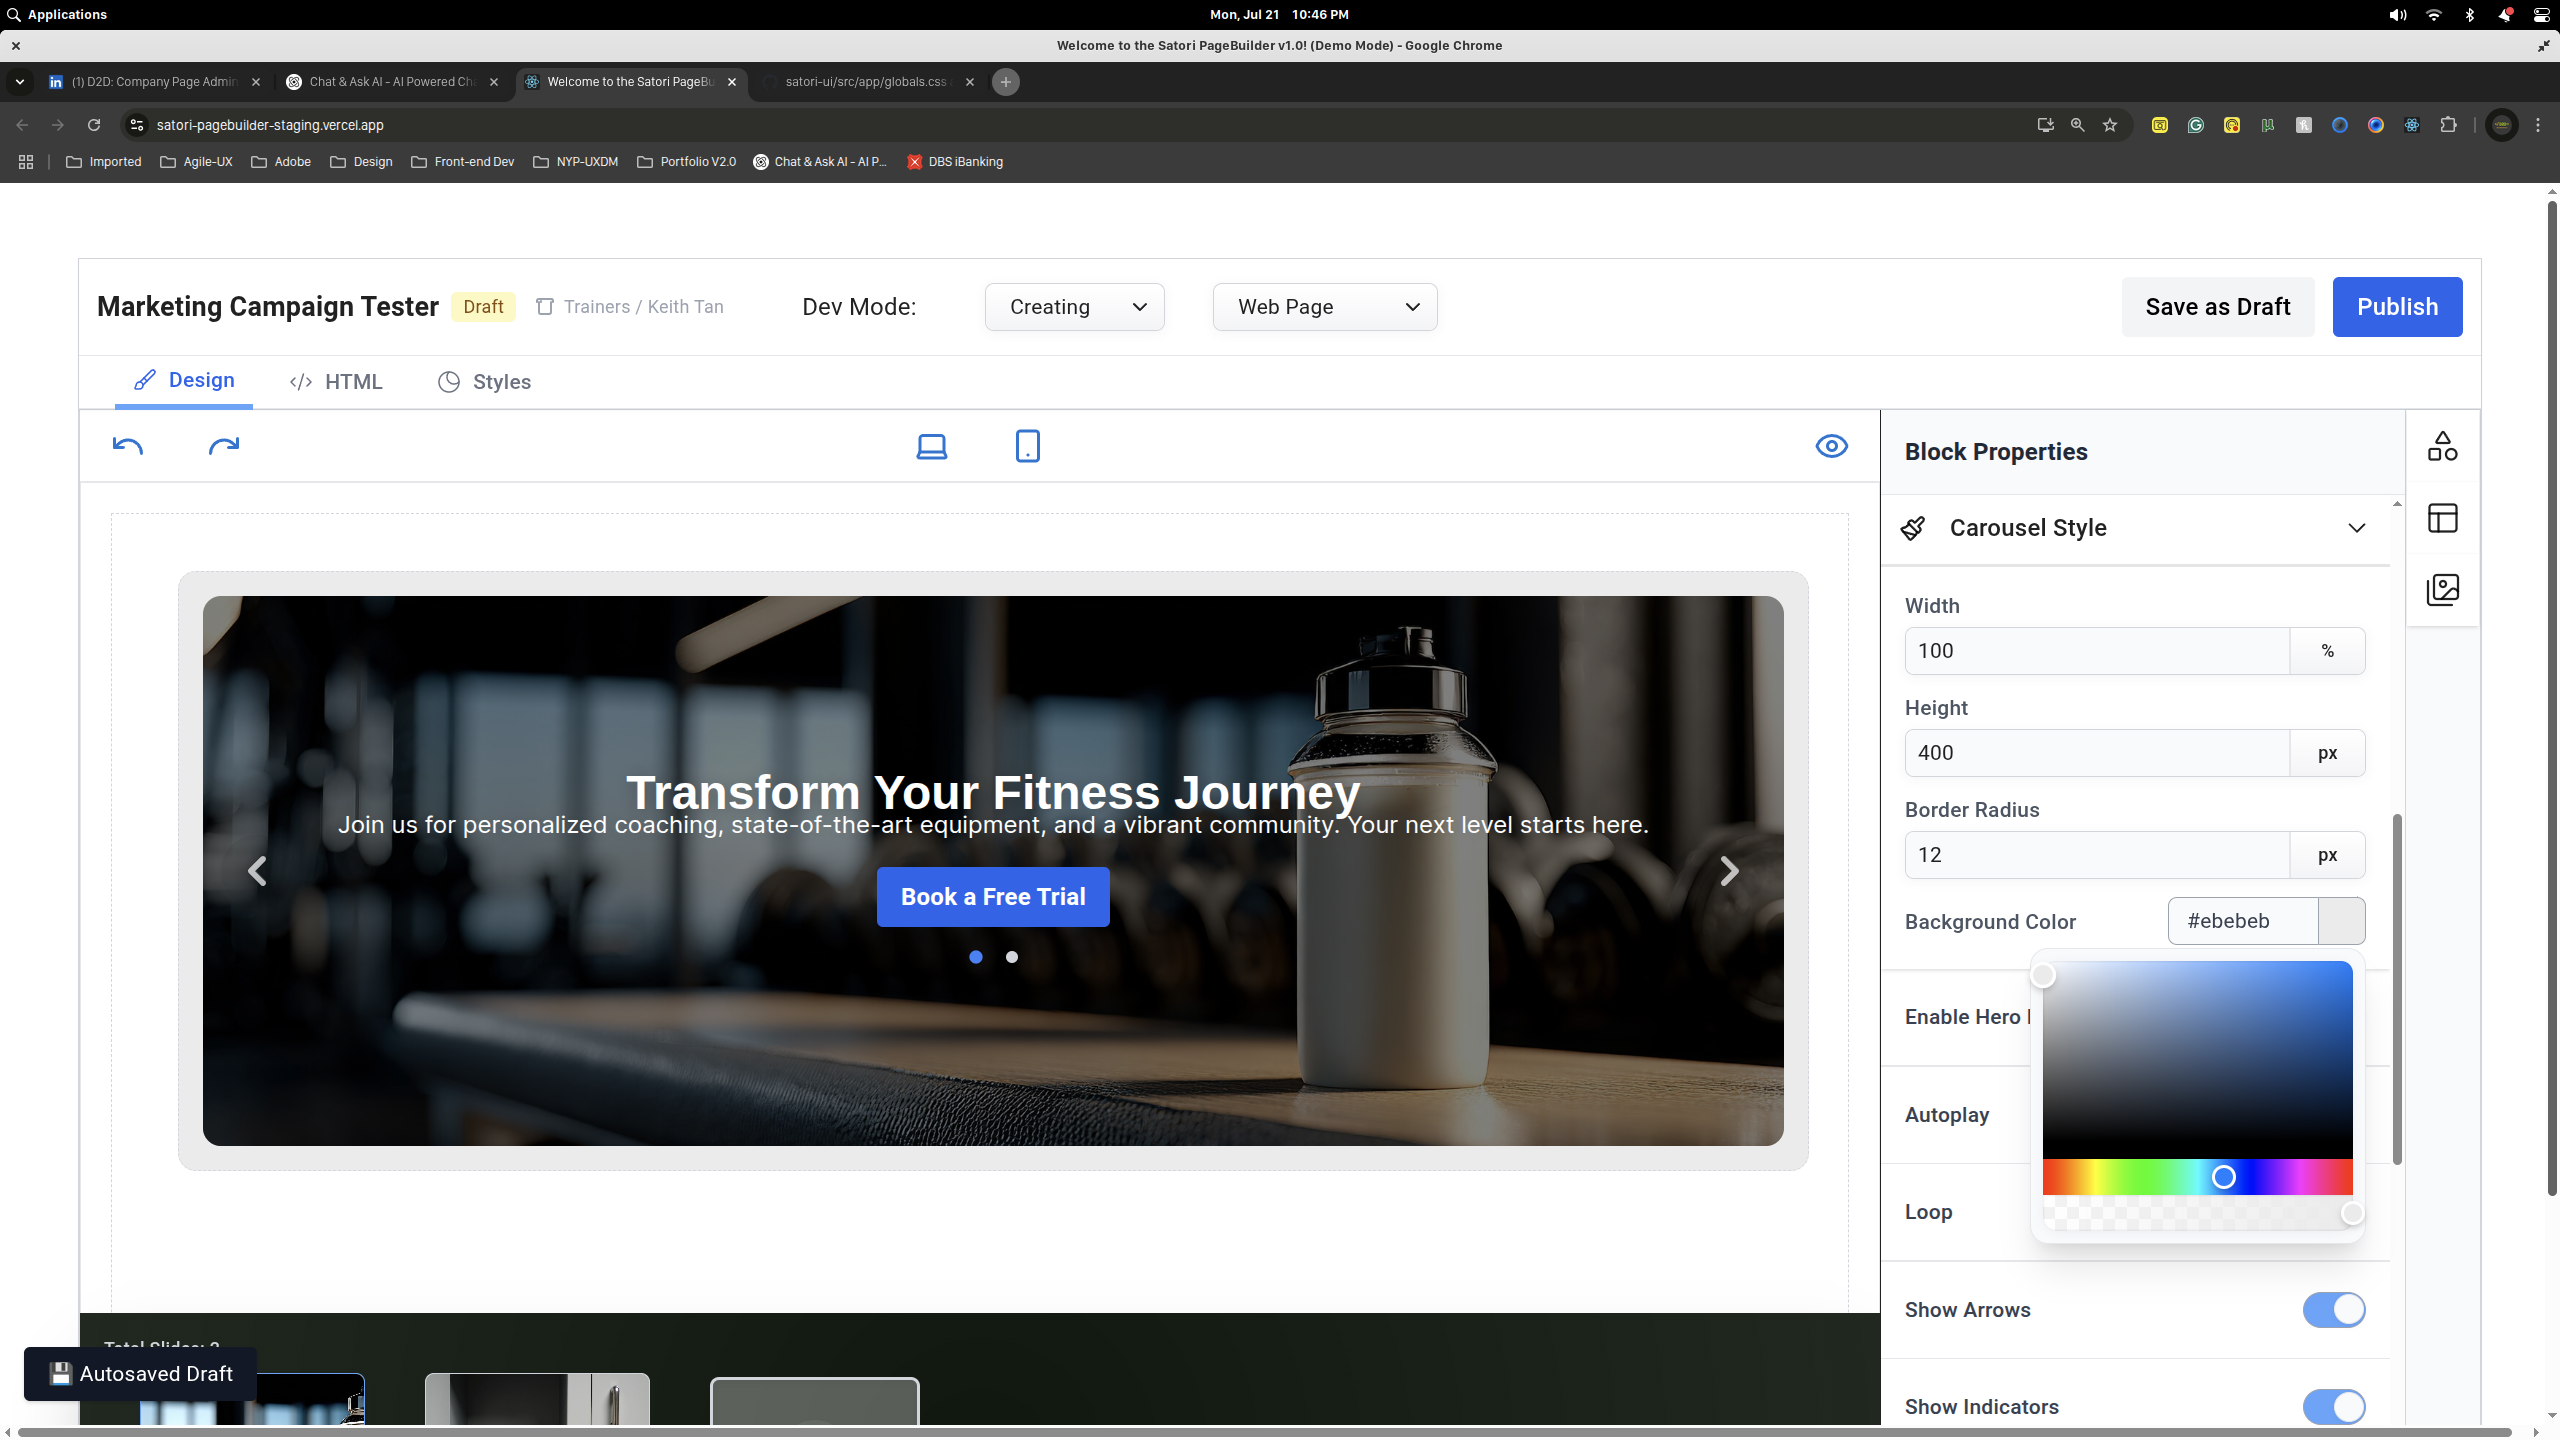 Applications
Mon, Jul 21 10:46 PM
Welcome to the Satori PageBuilder v1.0! (Demo Mode) - Google Chrome
(1) D2D: Company Page Admin
Chat & Ask AI - AI Powered Ch
Welcome to the Satori PageBu
satori-ui/src/app/globals.css
satori-pagebuilder-staging.vercel.app
Imported
Agile-UX
Adobe
Design
Front-end Dev
NYP-UXDM
Portfolio V2.0
Chat & Ask AI - AI P...
DBS iBanking
Marketing Campaign Tester
Draft
Trainers / Keith Tan
Dev Mode:
Creating
Web Page
Save as Draft
Publish
Design
HTML
Styles
Block Properties
Carousel Style
Width
100 %
Height
400 px
Border Radius
12 px
Background Color #ebebeb
Enable Hero
Autoplay
Loop
Show Arrows
Show Indicators
Transform Your Fitness Journey
Join us for personalized coaching, state-of-the-art equipment, and a vibrant community. Your next level starts here.
Book a Free Trial
Total Slides: 2
Autosaved Draft